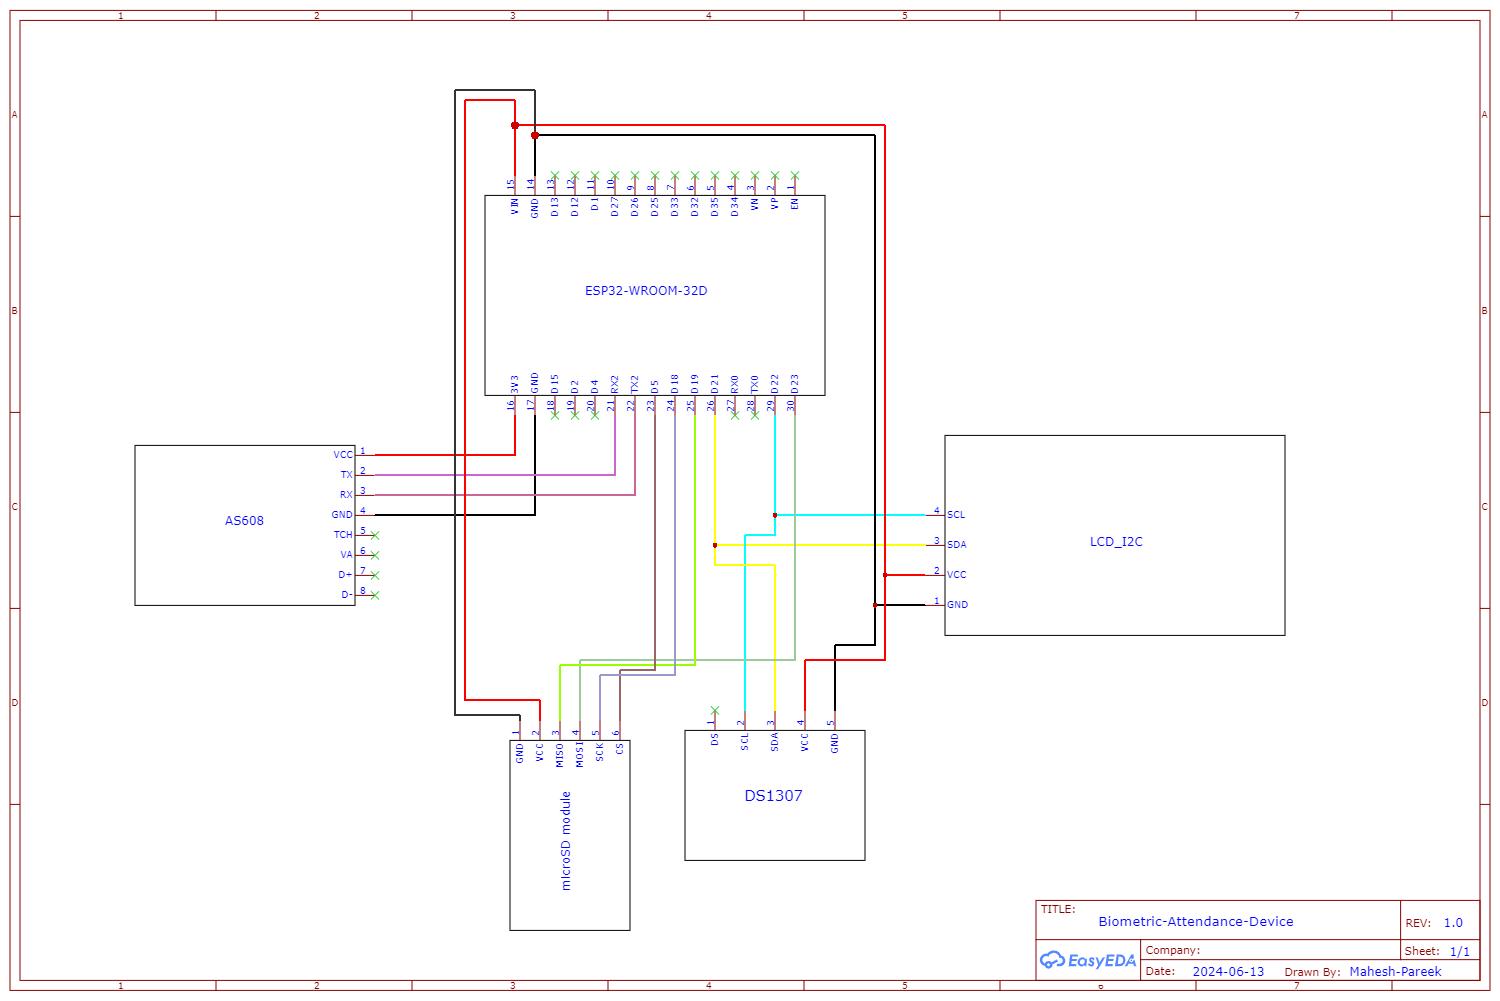 1 2 3 4 5 7
A A
B B
C C
D D
15 14 13 12 11 10 9 8 7 6 5 4 3 2 1
VIN GND D13 D12 D1 D27 D26 D25 D33 D32 D35 D34 VN VP EN
ESP32-WROOM-32D
3V3 GND D15 D2 D4 RX2 TX2 D5 D18 D19 D21 RX0 TX0 D22 D23
16 17 18 19 20 21 22 23 24 25 26 27 28 29 30
AS608
VCC 1
TX 2
RX 3
GND 4
TCH 5
VA 6
D+ 7
D- 8
4 SCL
3 SDA
2 VCC
1 GND
LCD_I2C
1 2 3 4 5 6
GND VCC MISO MOSI SCK CS
microSD module
1 2 3 4 5
DS SCL SDA VCC GND
DS1307
TITLE:
Biometric-Attendance-Device
REV: 1.0
EasyEDA
Company:
Sheet: 1/1
Date: 2024-06-13 Drawn By: Mahesh-Pareek
1 2 3 4 5 6 7